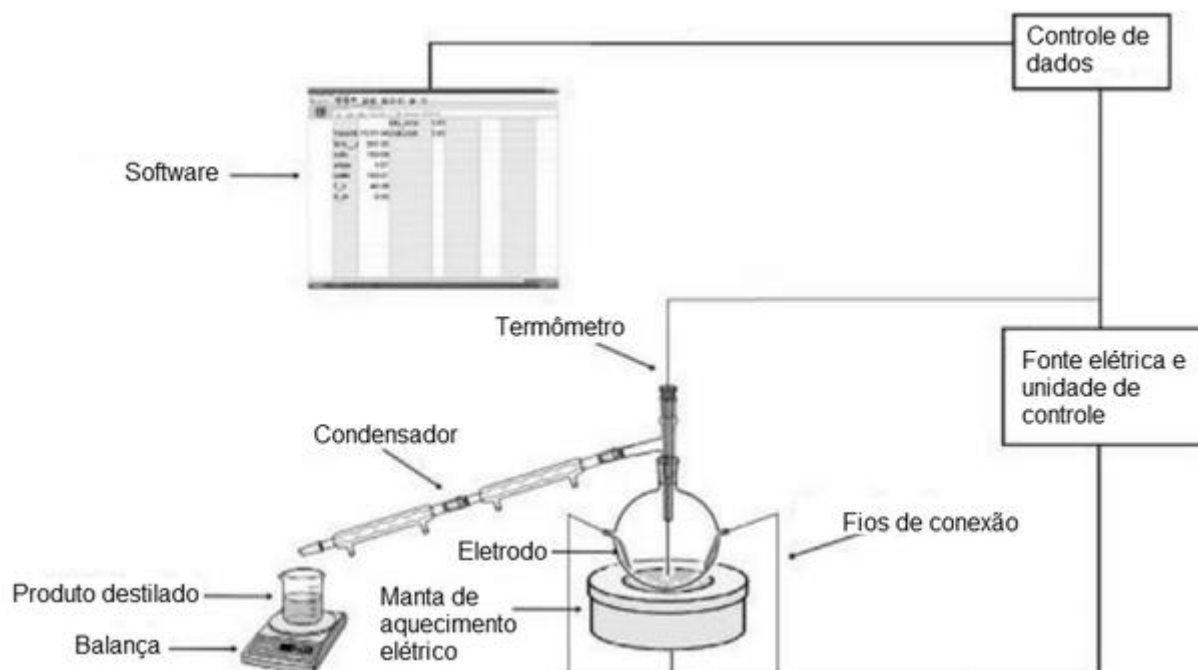 Controle de
dados
Software
Termômetro
Fonte elétrica e
unidade de
controle
Condensador
Fios de conexão
Eletrodo
Produto destilado
Manta de
aquecimento
elétrico
Balança